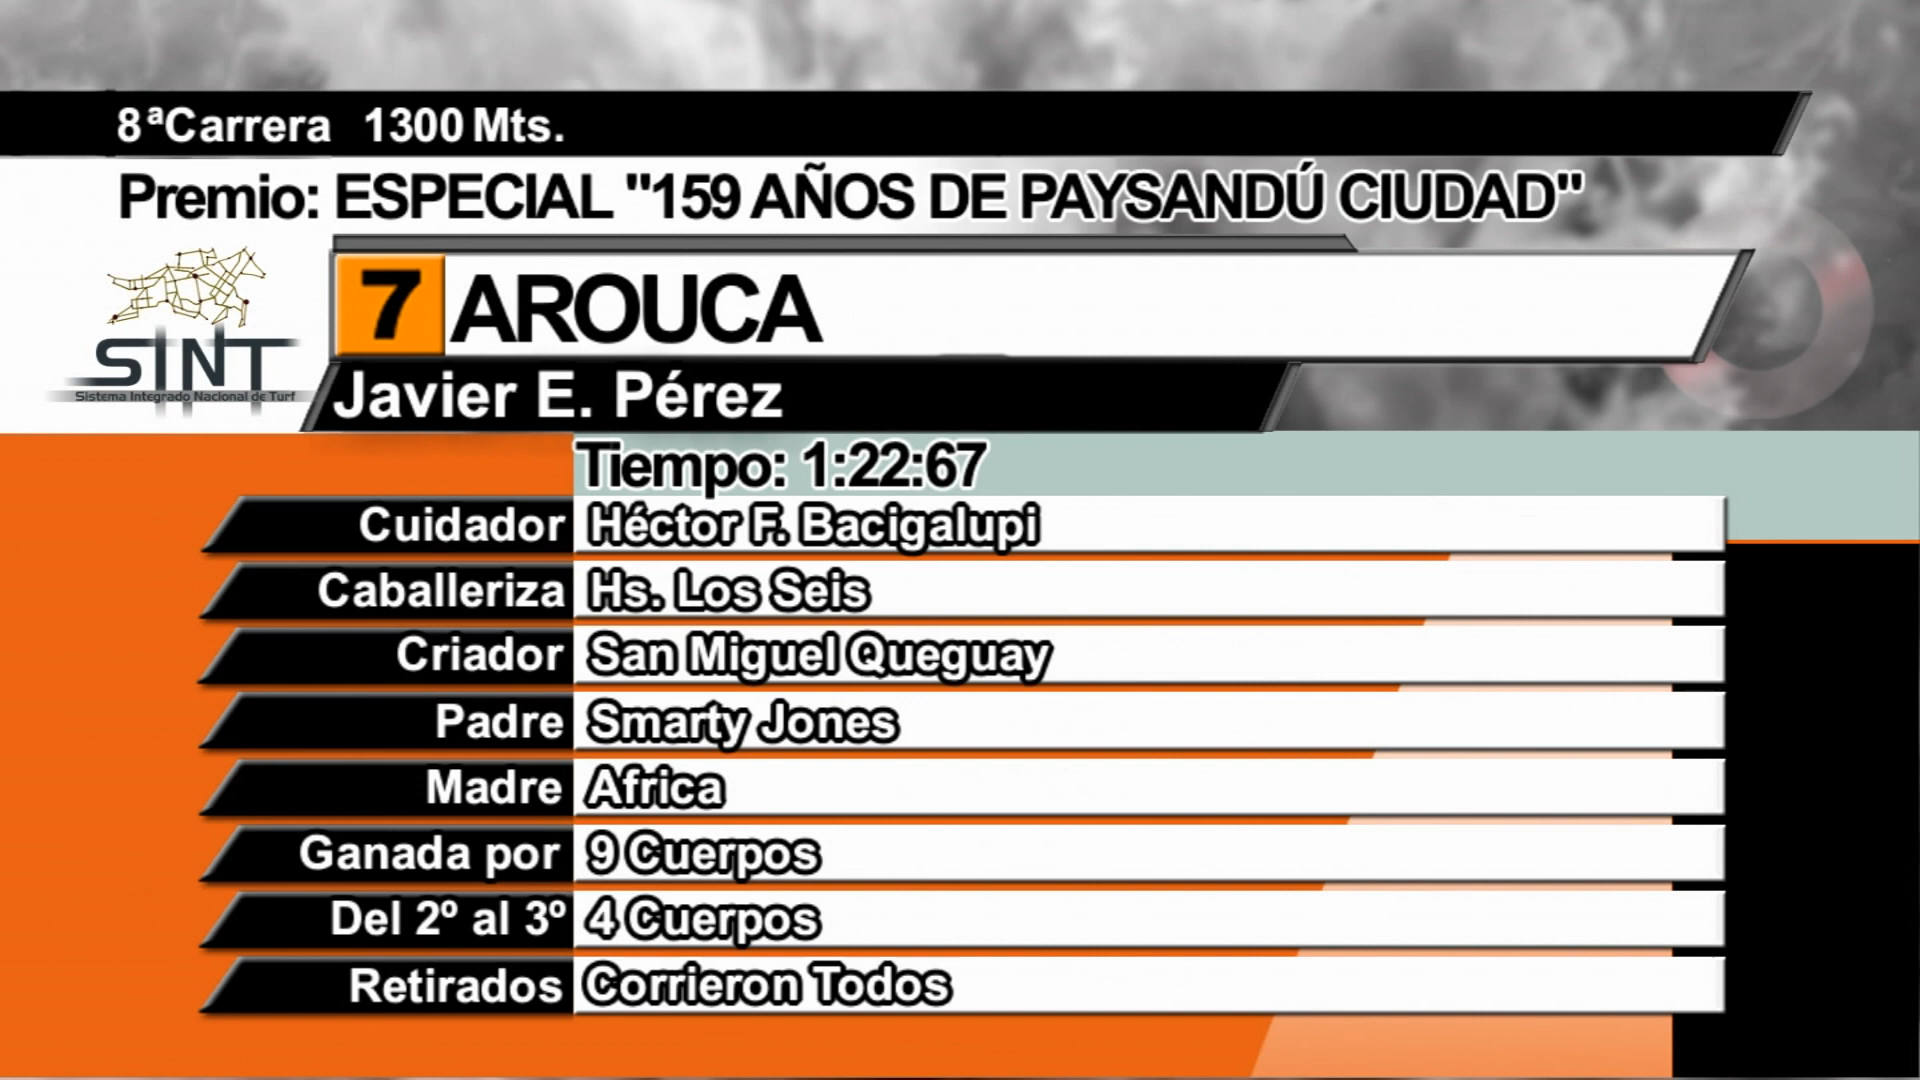 8ªCarrera 1300 Mts.
Premio: ESPECIAL "159 AÑOS DE PAYSANDÚ CIUDAD"
7 AROUCA
SINT
Sistema Integrado Nacional de Turf
Javier E. Pérez
Tiempo: 1:22:67
Cuidador Héctor F. Bacigalupi
Caballeriza Hs. Los Seis
Criador San Miguel Queguay
Padre Smarty Jones
Madre Africa
Ganada por 9 Cuerpos
Del 2º al 3º 4 Cuerpos
Retirados Corrieron Todos